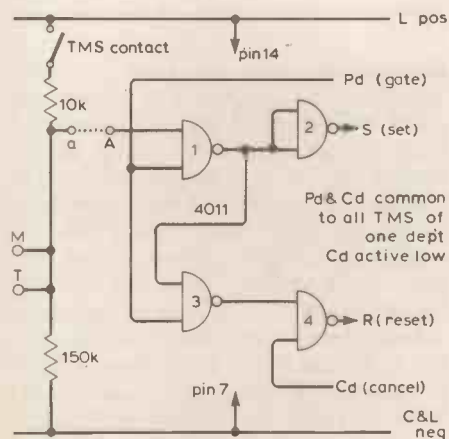 L pos
TMS contact
pin 14
10k
Pd (gate)
a
A
1
2
S (set)
4011
Pd & Cd common
to all TMS of
one dept
Cd active low
M
T
3
4
R (reset)
150k
pin 7
Cd (cancel)
C&L
neg